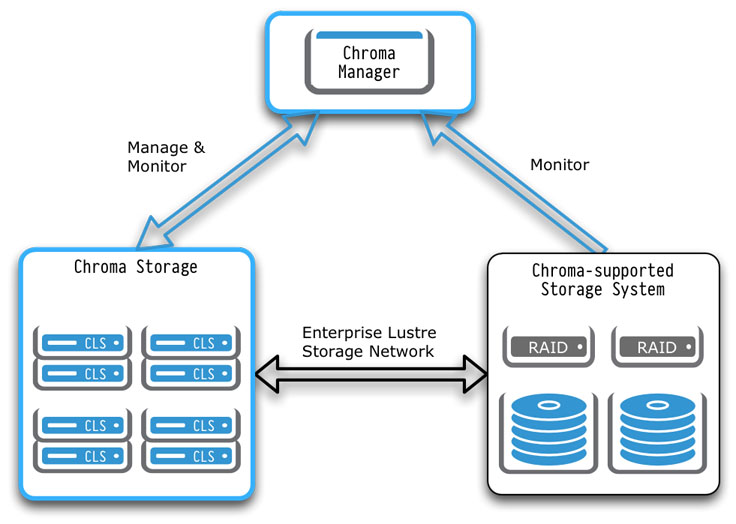 Chroma
Manager
Manage &
Monitor
Monitor
Chroma Storage
CLS CLS
CLS CLS
CLS CLS
CLS CLS
Enterprise Lustre
Storage Network
Chroma-supported
Storage System
RAID RAID